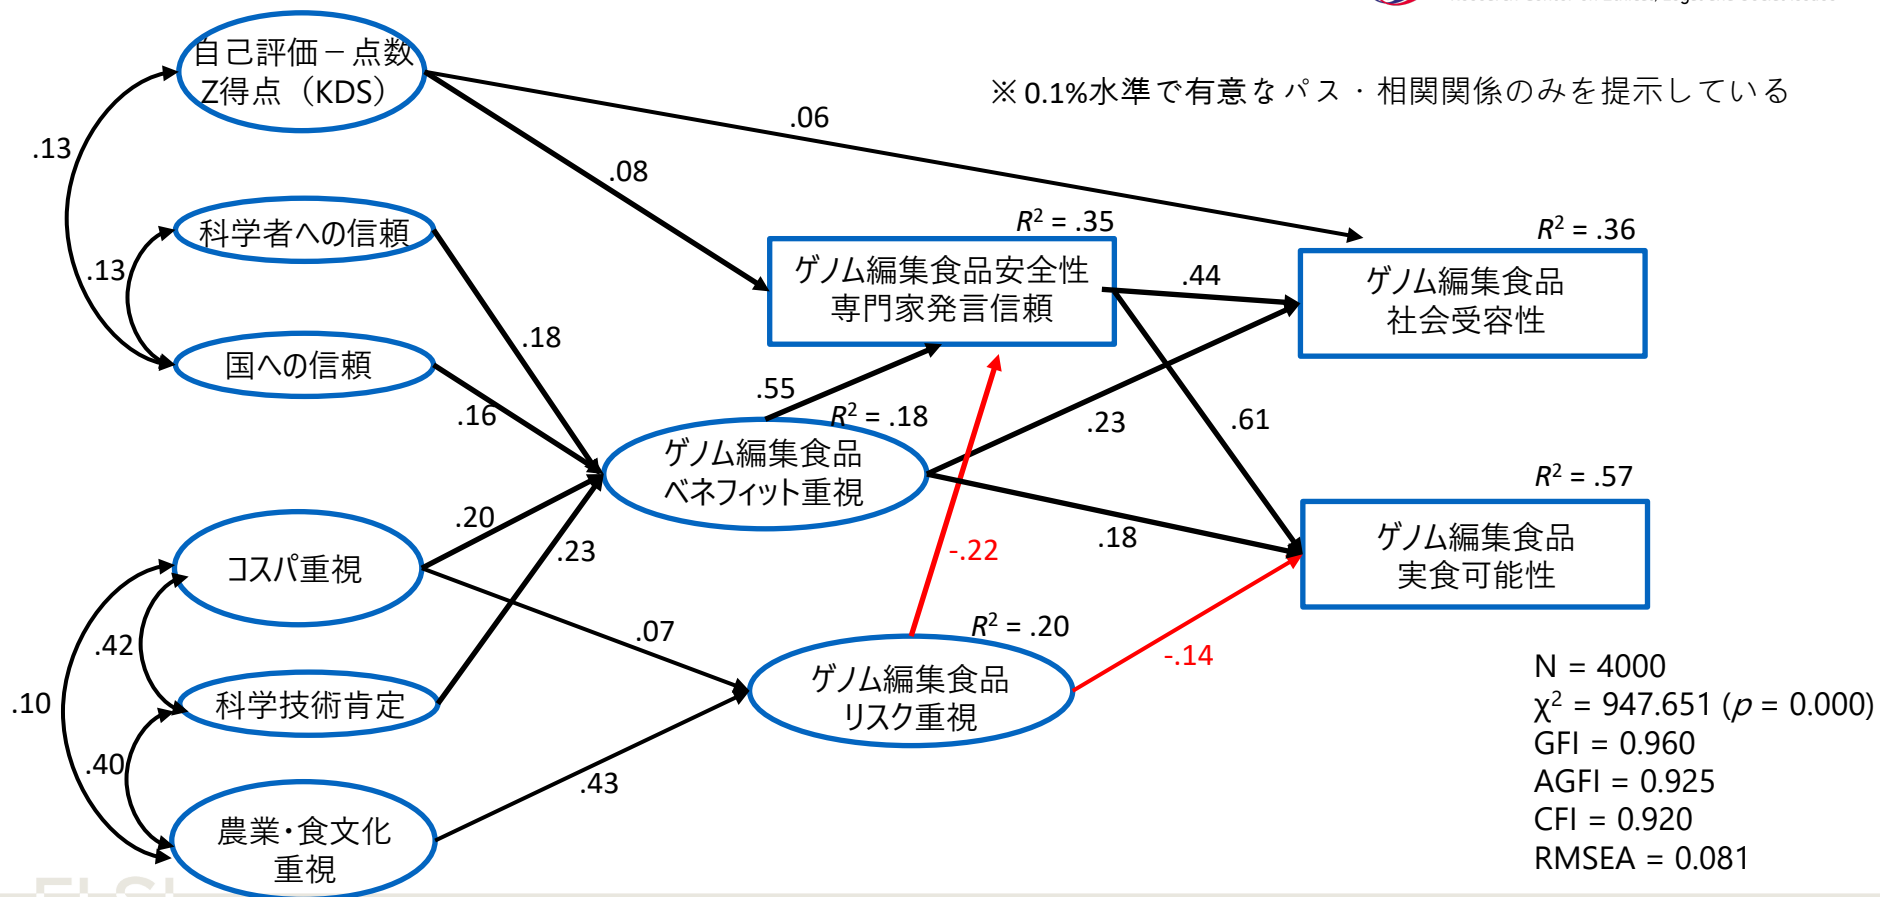 自己評価－点数
Z得点（KDS）
※0.1%水準で有意なパス・相関関係のみを提示している
.06
.13
.08
科学者への信頼
R² = .35
R² = .36
.13
ゲノム編集食品安全性
専門家発言信頼
.44
ゲノム編集食品
社会受容性
国への信頼
.18
.16
.55
R² = .18
.23
.61
ゲノム編集食品
ベネフィット重視
R² = .57
.20
.23
コスパ重視
-.22
.18
ゲノム編集食品
実食可能性
.42
.07
R² = .20
-.14
.10
科学技術肯定
ゲノム編集食品
リスク重視
.40
.43
農業・食文化
重視
N = 4000
χ² = 947.651 (p = 0.000)
GFI = 0.960
AGFI = 0.925
CFI = 0.920
RMSEA = 0.081